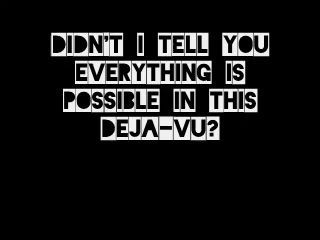 DIDN'T I TELL YOU
EVERYTHING IS
POSSIBLE IN THIS
DEJA-VU?